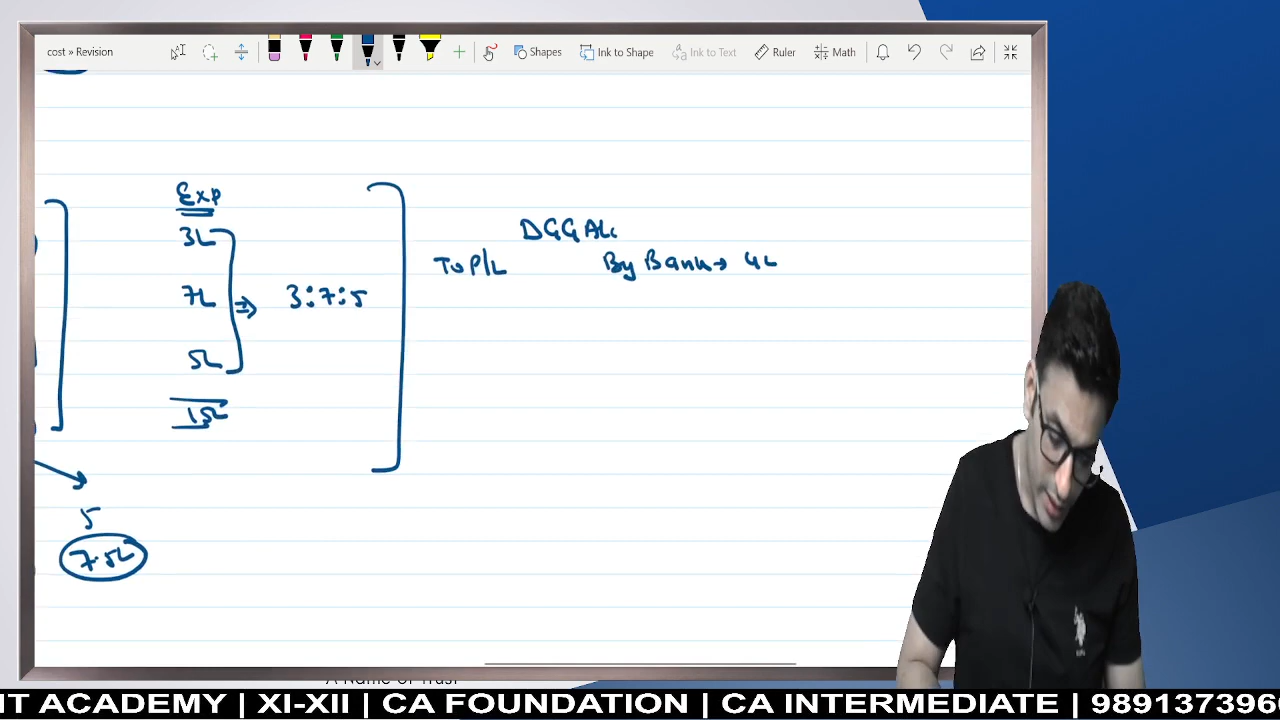 cost » Revision
Shapes
Ink to Shape
Ink to Text
Ruler
Math
Exp
3L
7L
5L
15L
3:7:5
5
7.5L
DGG A/c
To P/L
By Bank → 4L
IT ACADEMY | XI-XII | CA FOUNDATION | CA INTERMEDIATE | 989137396